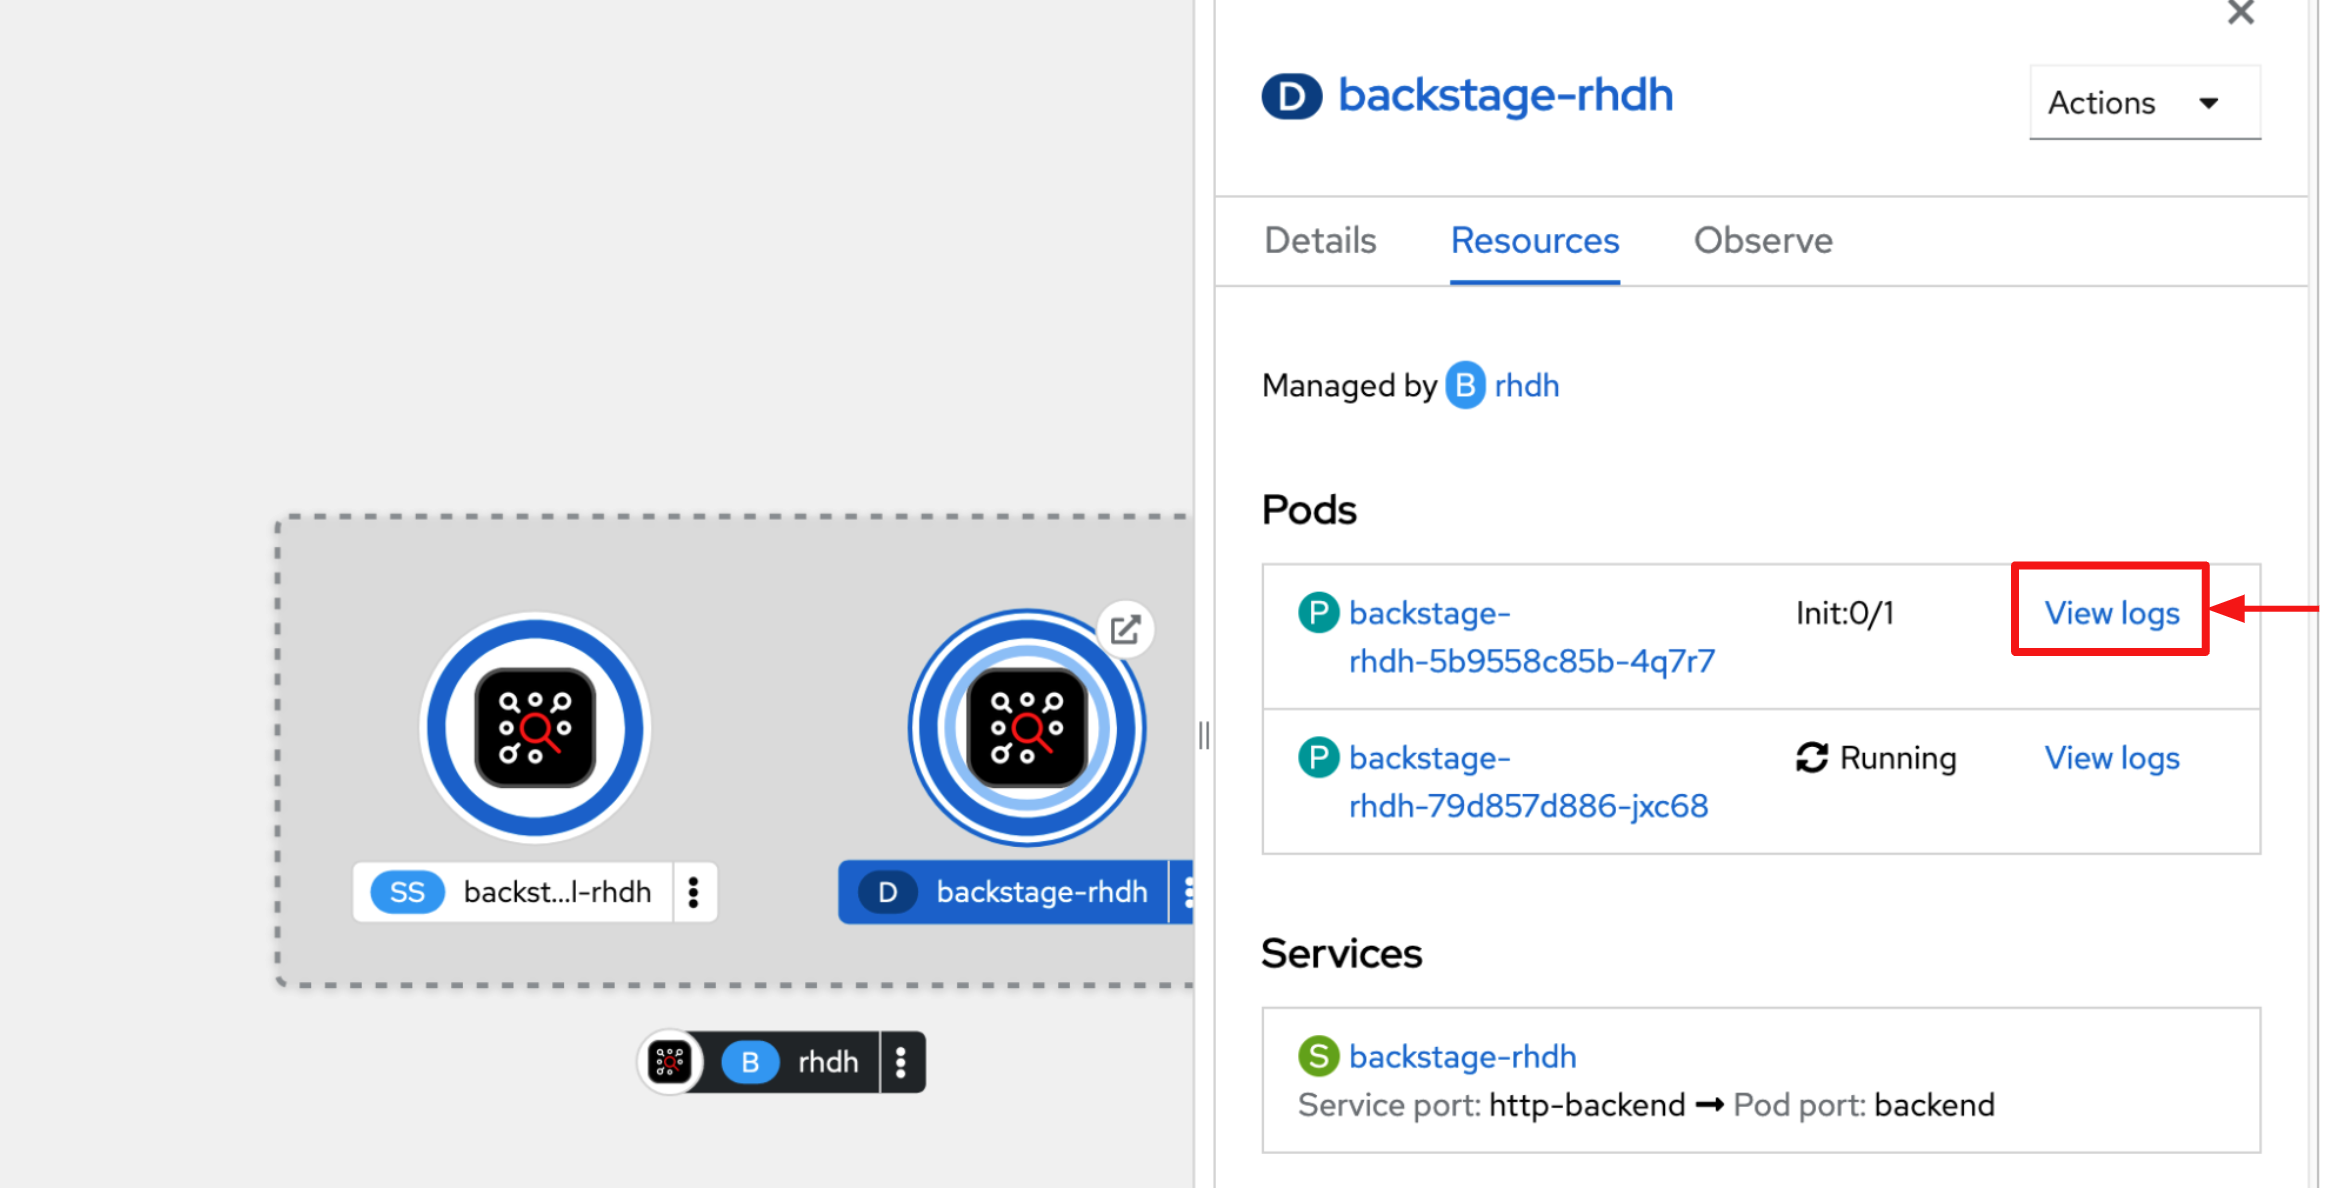 D backstage-rhdh
Actions
Details Resources Observe
Managed by B rhdh
Pods
P backstage-
rhdh-5b9558c85b-4q7r7
Init:0/1
View logs
P backstage-
rhdh-79d857d886-jxc68
Running
View logs
Services
S backstage-rhdh
Service port: http-backend → Pod port: backend
SS backst...l-rhdh
D backstage-rhdh
B rhdh